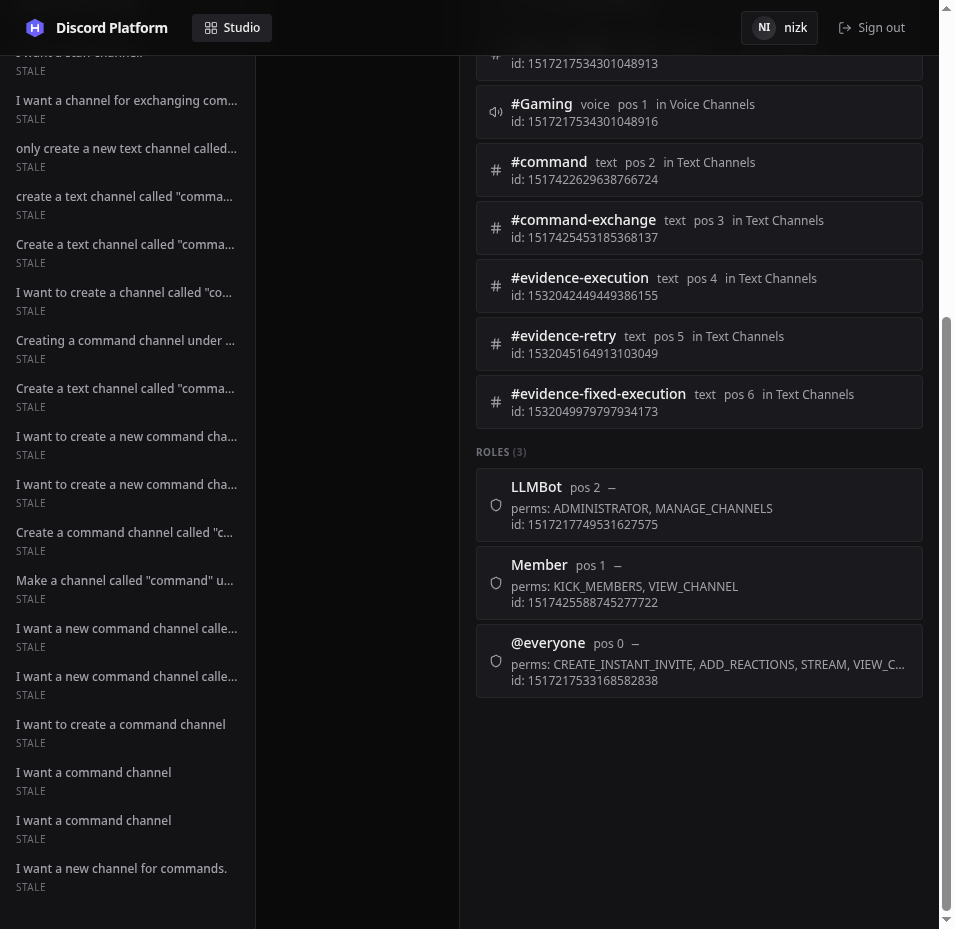 Discord Platform
Studio
NI nizk
Sign out
STALE
I want a channel for exchanging com...
STALE
only create a new text channel called...
STALE
create a text channel called "comma...
STALE
Create a text channel called "comma...
STALE
I want to create a channel called "co...
STALE
Creating a command channel under ...
STALE
Create a text channel called "comma...
STALE
I want to create a new command cha...
STALE
I want to create a new command cha...
STALE
Create a command channel called "c...
STALE
Make a channel called "command" u...
STALE
I want a new command channel calle...
STALE
I want a new command channel calle...
STALE
I want to create a command channel
STALE
I want a command channel
STALE
I want a command channel
STALE
I want a new channel for commands.
STALE
id: 1517217534301048913
#Gaming voice pos 1 in Voice Channels
id: 1517217534301048916
#command text pos 2 in Text Channels
id: 1517422629638766724
#command-exchange text pos 3 in Text Channels
id: 1517425453185368137
#evidence-execution text pos 4 in Text Channels
id: 1532042449449386155
#evidence-retry text pos 5 in Text Channels
id: 1532045164913103049
#evidence-fixed-execution text pos 6 in Text Channels
id: 1532049979797934173
ROLES (3)
LLMBot pos 2 —
perms: ADMINISTRATOR, MANAGE_CHANNELS
id: 1517217749531627575
Member pos 1 —
perms: KICK_MEMBERS, VIEW_CHANNEL
id: 1517425588745277722
@everyone pos 0 —
perms: CREATE_INSTANT_INVITE, ADD_REACTIONS, STREAM, VIEW_C...
id: 1517217533168582838